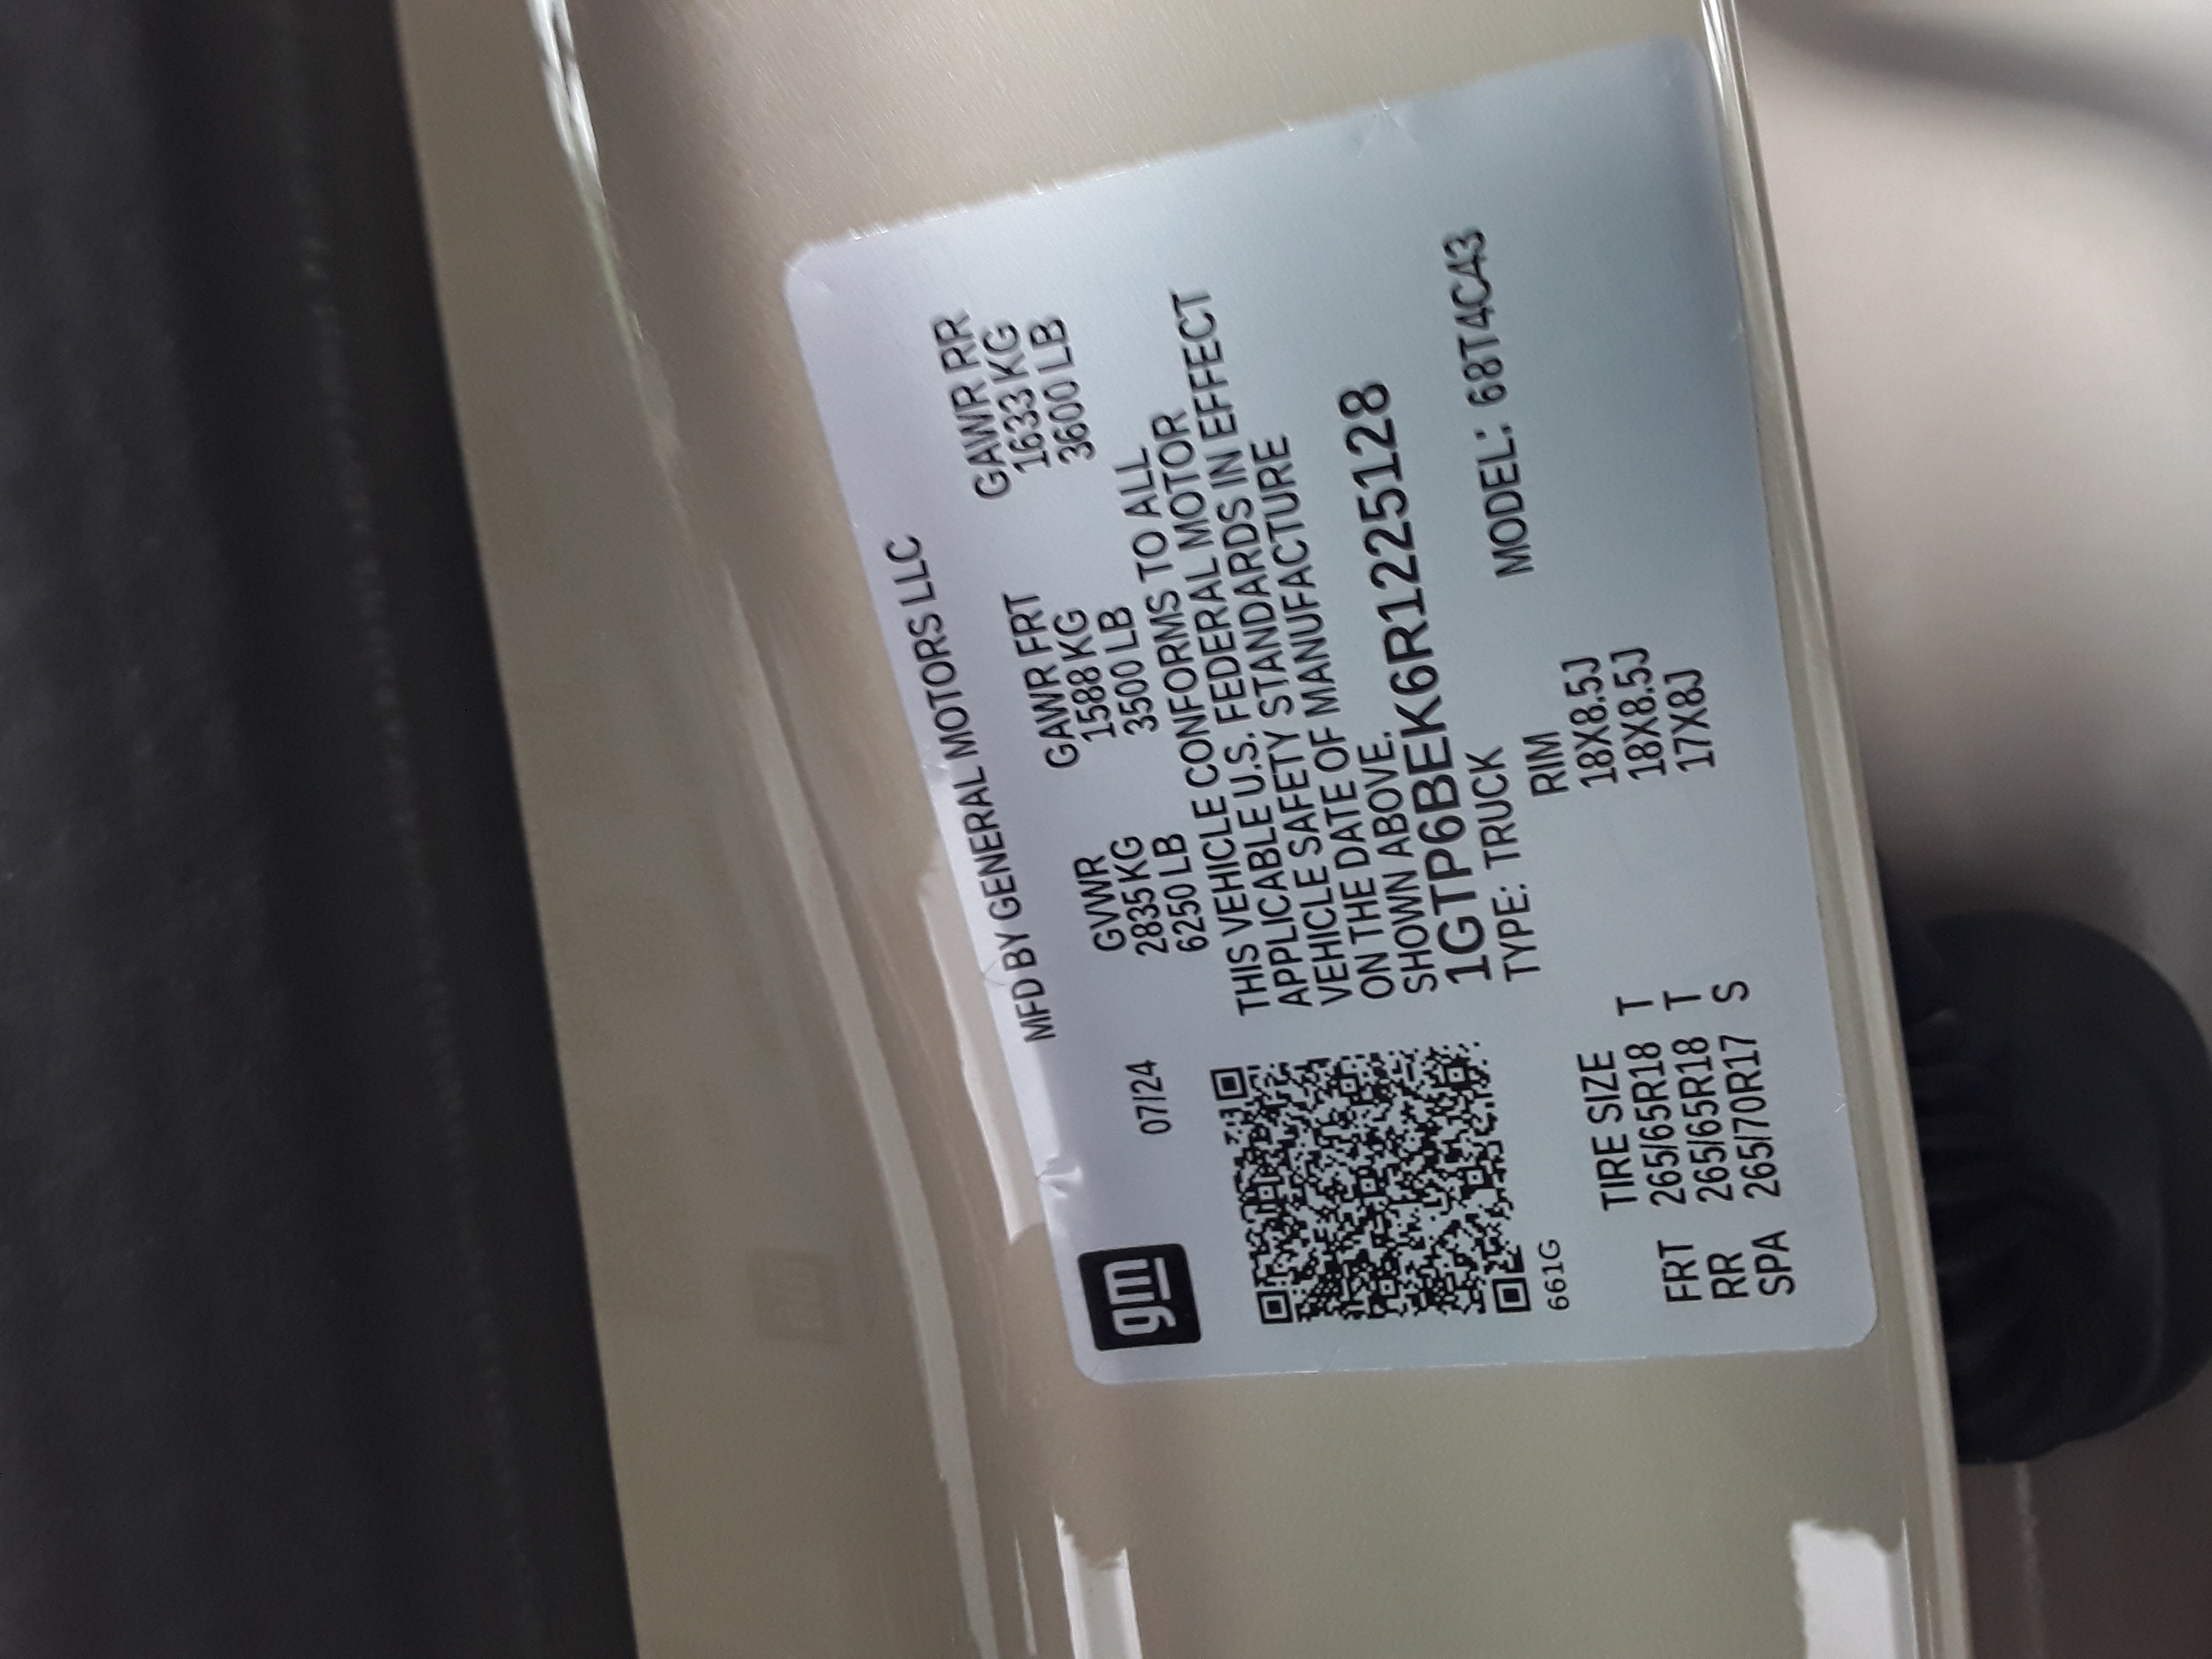 gm
MFD BY GENERAL MOTORS LLC
07/24
GVWR GAWR FRT GAWR RR
2835 KG 1588 KG 1633 KG
6250 LB 3500 LB 3600 LB
THIS VEHICLE CONFORMS TO ALL
APPLICABLE U.S. FEDERAL MOTOR
VEHICLE SAFETY STANDARDS IN EFFECT
ON THE DATE OF MANUFACTURE
SHOWN ABOVE.
1GTP6BEK6R1225128
TYPE: TRUCK MODEL: 68T4C43
661G
TIRE SIZE RIM
FRT 265/65R18 T 18X8.5J
RR 265/65R18 T 18X8.5J
SPA 265/70R17 S 17X8J